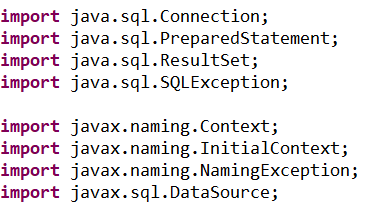 import java.sql.Connection;
import java.sql.PreparedStatement;
import java.sql.ResultSet;
import java.sql.SQLException;

import javax.naming.Context;
import javax.naming.InitialContext;
import javax.naming.NamingException;
import javax.sql.DataSource;